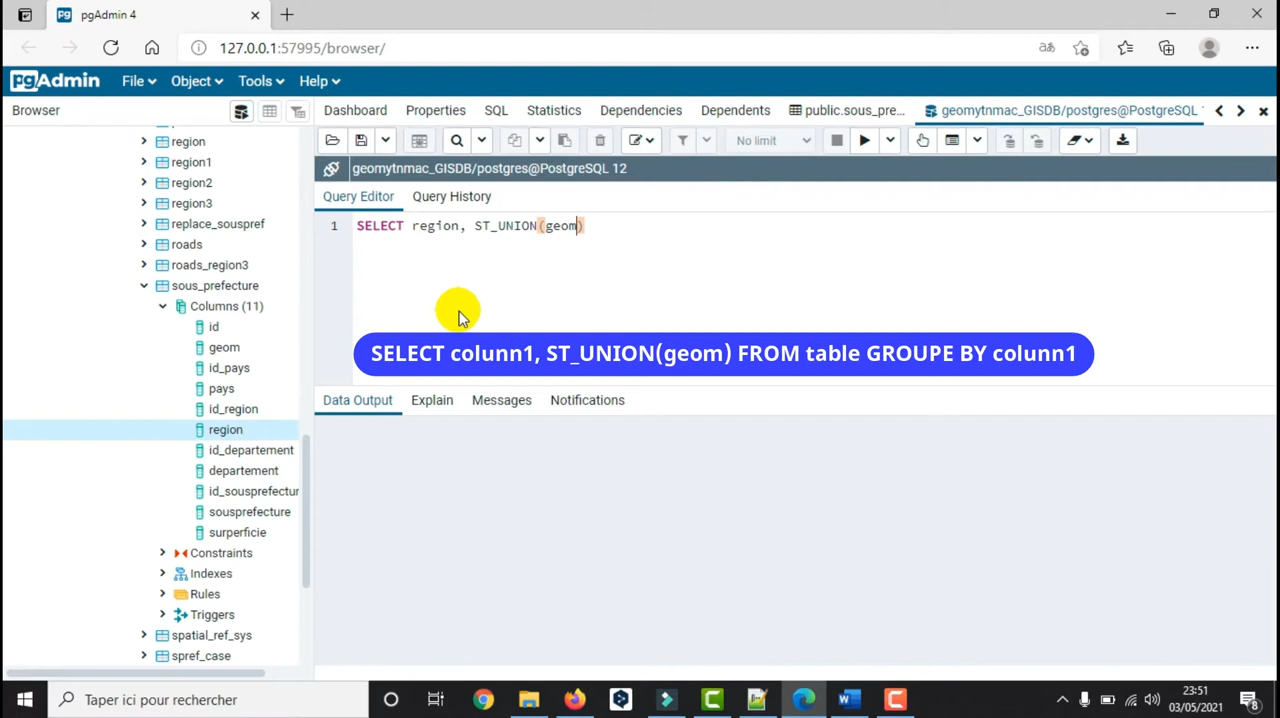 pgAdmin 4
127.0.0.1:57995/browser/
pgAdmin File Object Tools Help
Browser
Dashboard Properties SQL Statistics Dependencies Dependents public.sous_pre... geomytnmac_GISDB/postgres@PostgreSQL 1
No limit
geomytnmac_GISDB/postgres@PostgreSQL 12
Query Editor Query History
1 SELECT region, ST_UNION(geom)
region
region1
region2
region3
replace_souspref
roads
roads_region3
sous_prefecture
Columns (11)
id
geom
id_pays
pays
id_region
region
id_departement
departement
id_sousprefectur
sousprefecture
surperficie
Constraints
Indexes
Rules
Triggers
spatial_ref_sys
spref_case
SELECT colunn1, ST_UNION(geom) FROM table GROUPE BY colunn1
Data Output Explain Messages Notifications
Taper ici pour rechercher
23:51
03/05/2021
8